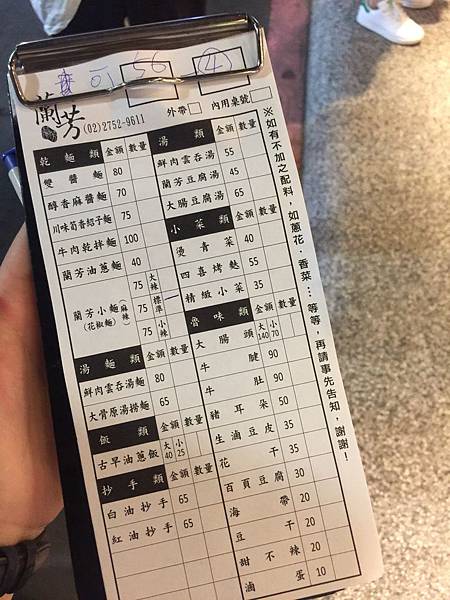 56 ④
蘭芳
(02)2752-9611
外帶 內用桌號
乾麵類 金額 數量
雙醬麵 80
醇香麻醬麵 70
川味筍香紹子麵 75
牛肉乾拌麵 100
蘭芳油蔥麵 40
蘭芳小麵 (花椒麵) 麻辣
75 大辣
75 標準
75 小辣
湯麵類 金額 數量
鮮肉雲吞湯麵 80
大骨原湯撈麵 65
飯類 金額 數量
古早油蔥飯 大40 小25
抄手類 金額 數量
白油抄手 65
紅油抄手 65
湯類 金額 數量
鮮肉雲吞湯 55
蘭芳豆腐湯 45
大腸豆腐湯 65
小菜類 金額 數量
燙青菜 40
四喜烤麩 55
精緻小菜 35
魯味類 金額 數量
大腸頭 大140 小70
牛腱 90
牛肚 90
豬耳朵 50
生滷豆皮 35
花干 35
百頁豆腐 30
海帶 20
豆干 20
甜不辣 20
滷蛋 10
※如有不加之配料，如蔥花．香菜…等等，再請事先告知，謝謝！